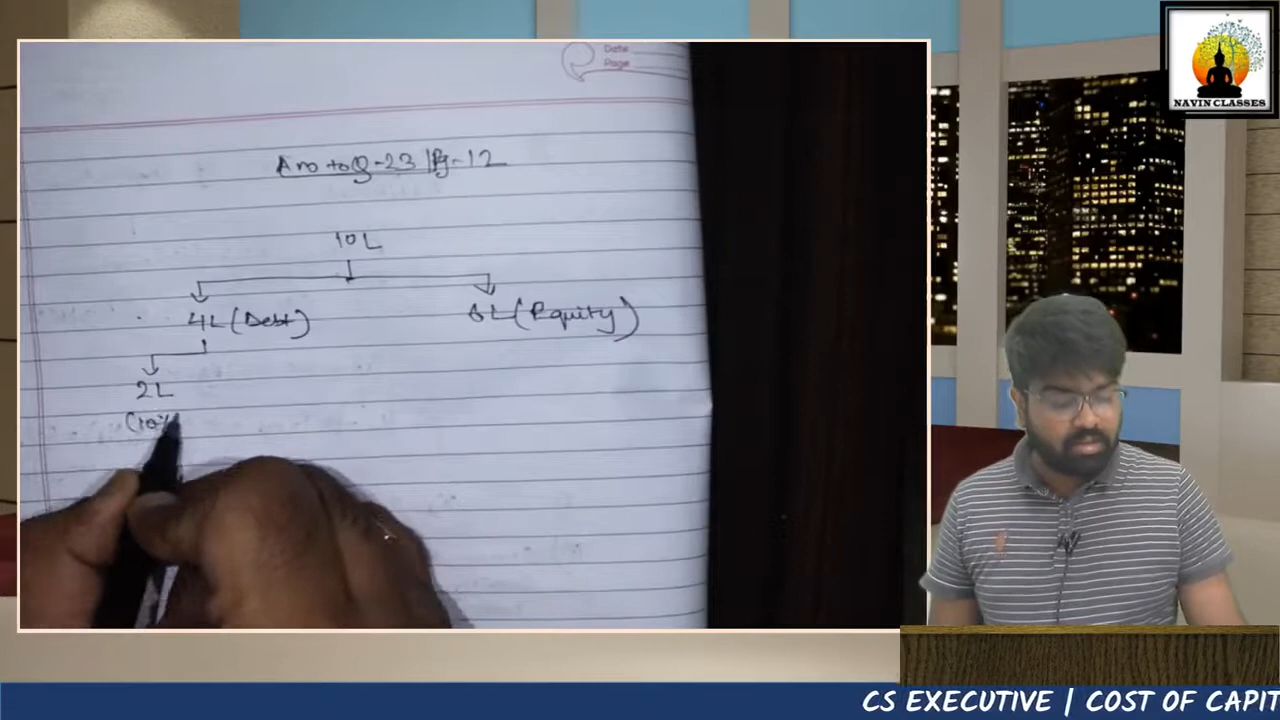 Date
Page
Ans to Q-23 | Pg-12
10 L
4L (Debt)
6L (Equity)
2L
(10%
NAVIN CLASSES
CS EXECUTIVE | COST OF CAPIT